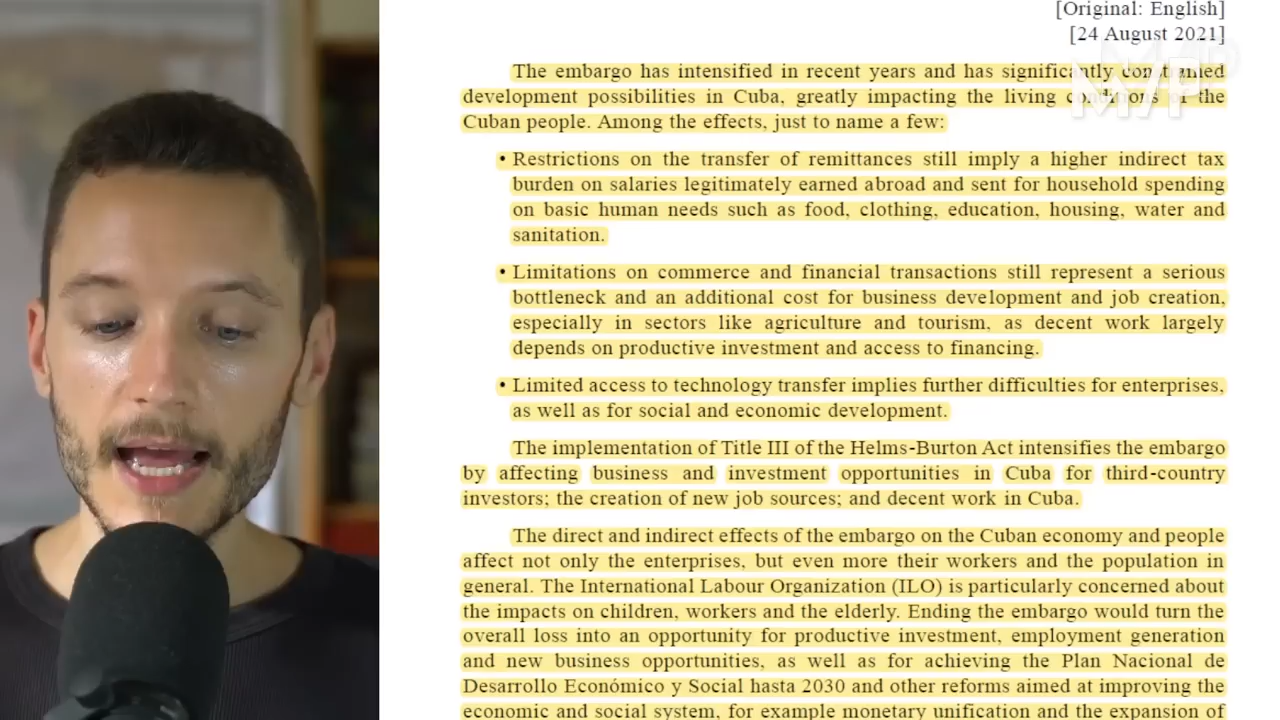 [Original: English]
[24 August 2021]
The embargo has intensified in recent years and has significantly constrained
development possibilities in Cuba, greatly impacting the living conditions of the
Cuban people. Among the effects, just to name a few:
• Restrictions on the transfer of remittances still imply a higher indirect tax
burden on salaries legitimately earned abroad and sent for household spending
on basic human needs such as food, clothing, education, housing, water and
sanitation.
• Limitations on commerce and financial transactions still represent a serious
bottleneck and an additional cost for business development and job creation,
especially in sectors like agriculture and tourism, as decent work largely
depends on productive investment and access to financing.
• Limited access to technology transfer implies further difficulties for enterprises,
as well as for social and economic development.
The implementation of Title III of the Helms-Burton Act intensifies the embargo
by affecting business and investment opportunities in Cuba for third-country
investors; the creation of new job sources; and decent work in Cuba.
The direct and indirect effects of the embargo on the Cuban economy and people
affect not only the enterprises, but even more their workers and the population in
general. The International Labour Organization (ILO) is particularly concerned about
the impacts on children, workers and the elderly. Ending the embargo would turn the
overall loss into an opportunity for productive investment, employment generation
and new business opportunities, as well as for achieving the Plan Nacional de
Desarrollo Económico y Social hasta 2030 and other reforms aimed at improving the
economic and social system, for example monetary unification and the expansion of